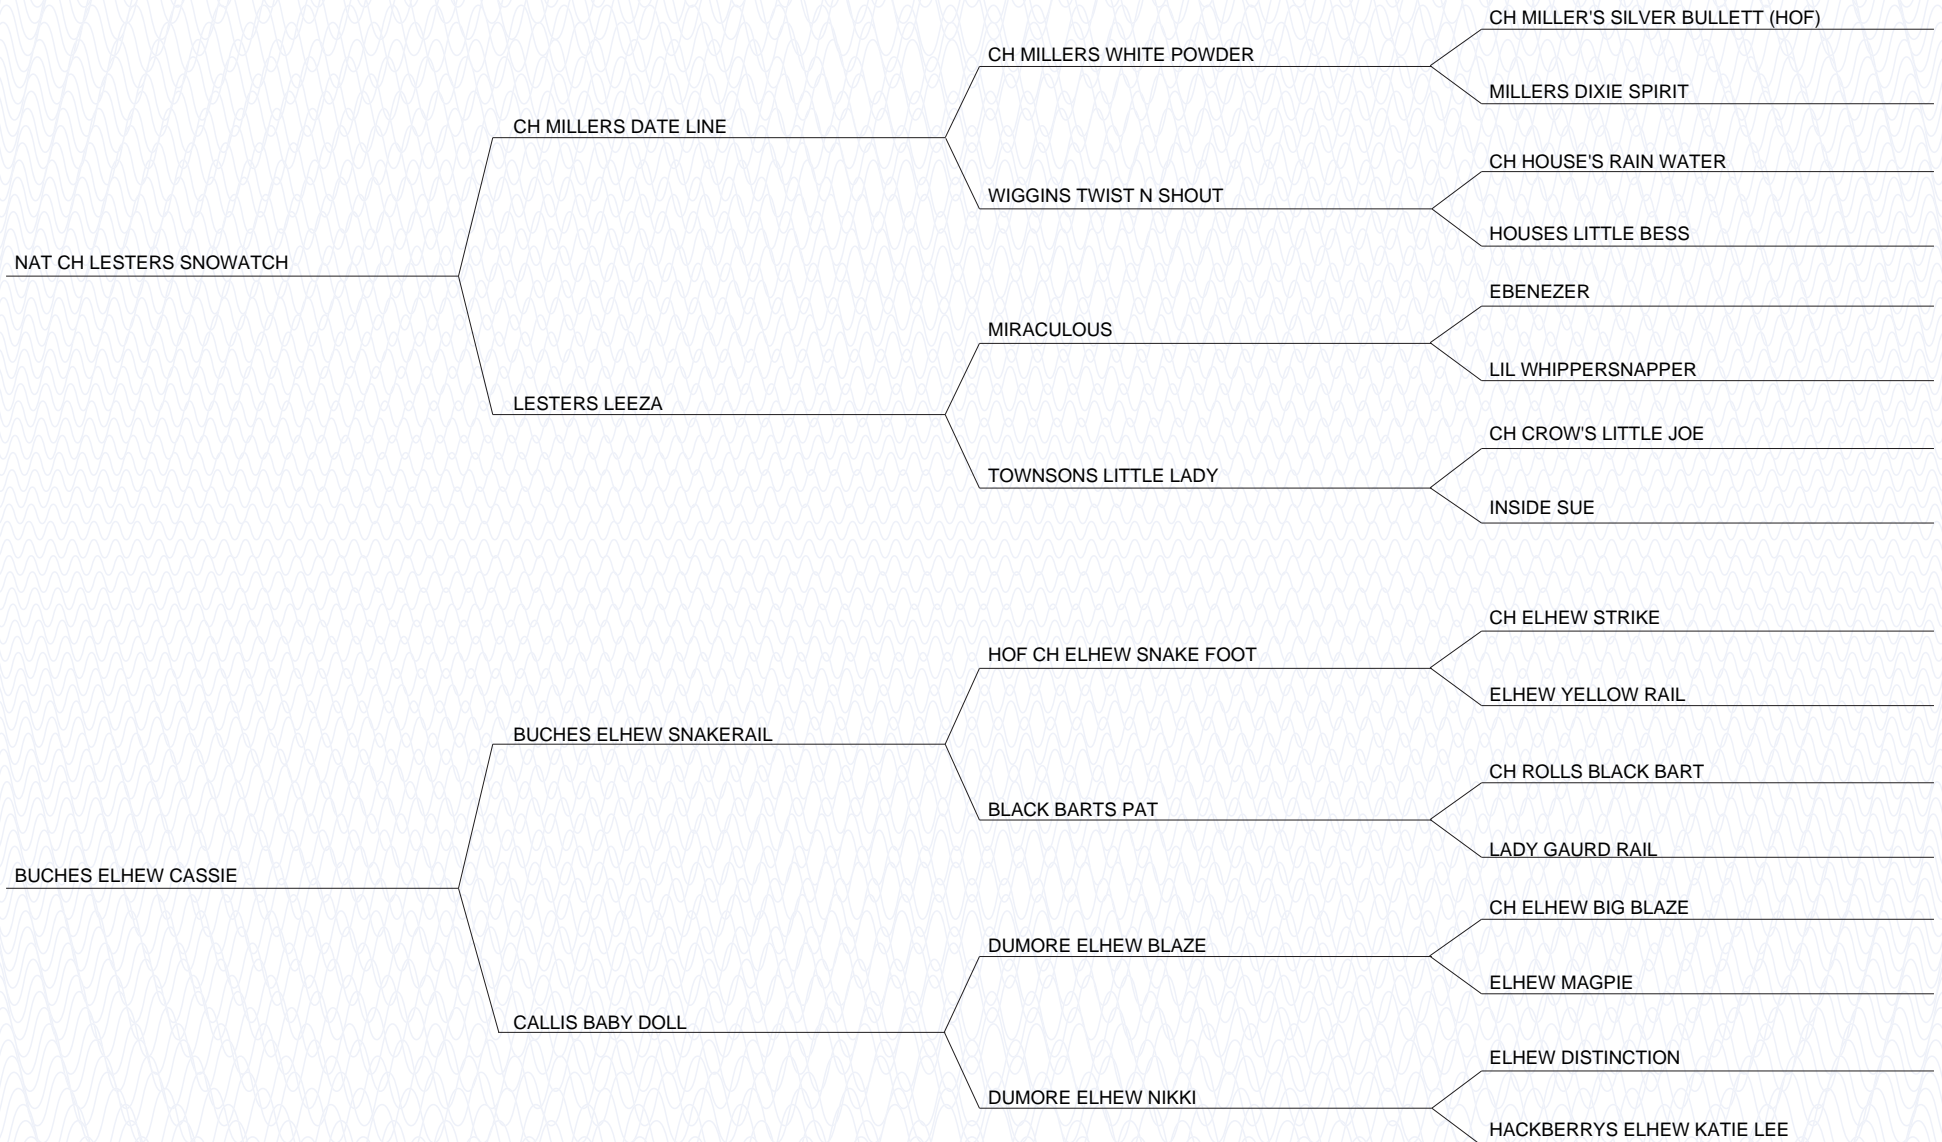 CH MILLER'S SILVER BULLETT (HOF)
CH MILLERS WHITE POWDER
MILLERS DIXIE SPIRIT
CH MILLERS DATE LINE
CH HOUSE'S RAIN WATER
WIGGINS TWIST N SHOUT
HOUSES LITTLE BESS
NAT CH LESTERS SNOWATCH
EBENEZER
MIRACULOUS
LIL WHIPPERSNAPPER
LESTERS LEEZA
CH CROW'S LITTLE JOE
TOWNSONS LITTLE LADY
INSIDE SUE
CH ELHEW STRIKE
HOF CH ELHEW SNAKE FOOT
ELHEW YELLOW RAIL
BUCHES ELHEW SNAKERAIL
CH ROLLS BLACK BART
BLACK BARTS PAT
LADY GAURD RAIL
BUCHES ELHEW CASSIE
CH ELHEW BIG BLAZE
DUMORE ELHEW BLAZE
ELHEW MAGPIE
CALLIS BABY DOLL
ELHEW DISTINCTION
DUMORE ELHEW NIKKI
HACKBERRYS ELHEW KATIE LEE